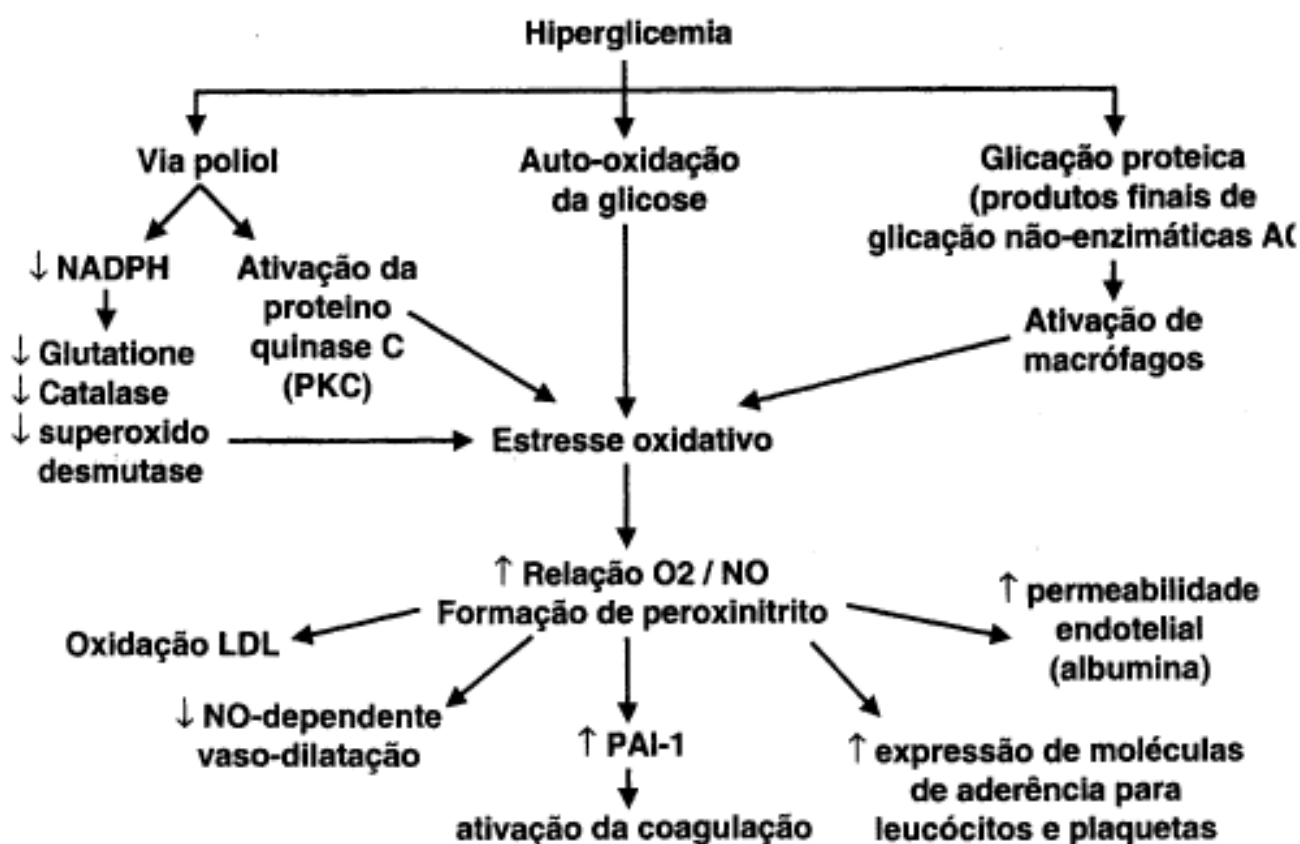 Hiperglicemia
Via poliol
Auto-oxidação
da glicose
Glicação proteica
(produtos finais de
glicação não-enzimáticas
↓ NADPH
Ativação da
proteino
quinase C
(PKC)
Ativação de
macrófagos
↓ Glutatione
↓ Catalase
↓ superoxido
desmutase
Estresse oxidativo
↑ Relação O2 / NO
Formação de peroxinitrito
Oxidação LDL
↓ NO-dependente
vaso-dilatação
↑ PAI-1
ativação da coagulação
↑ expressão de moléculas
de aderência para
leucócitos e plaquetas
↑ permeabilidade
endotelial
(albumina)